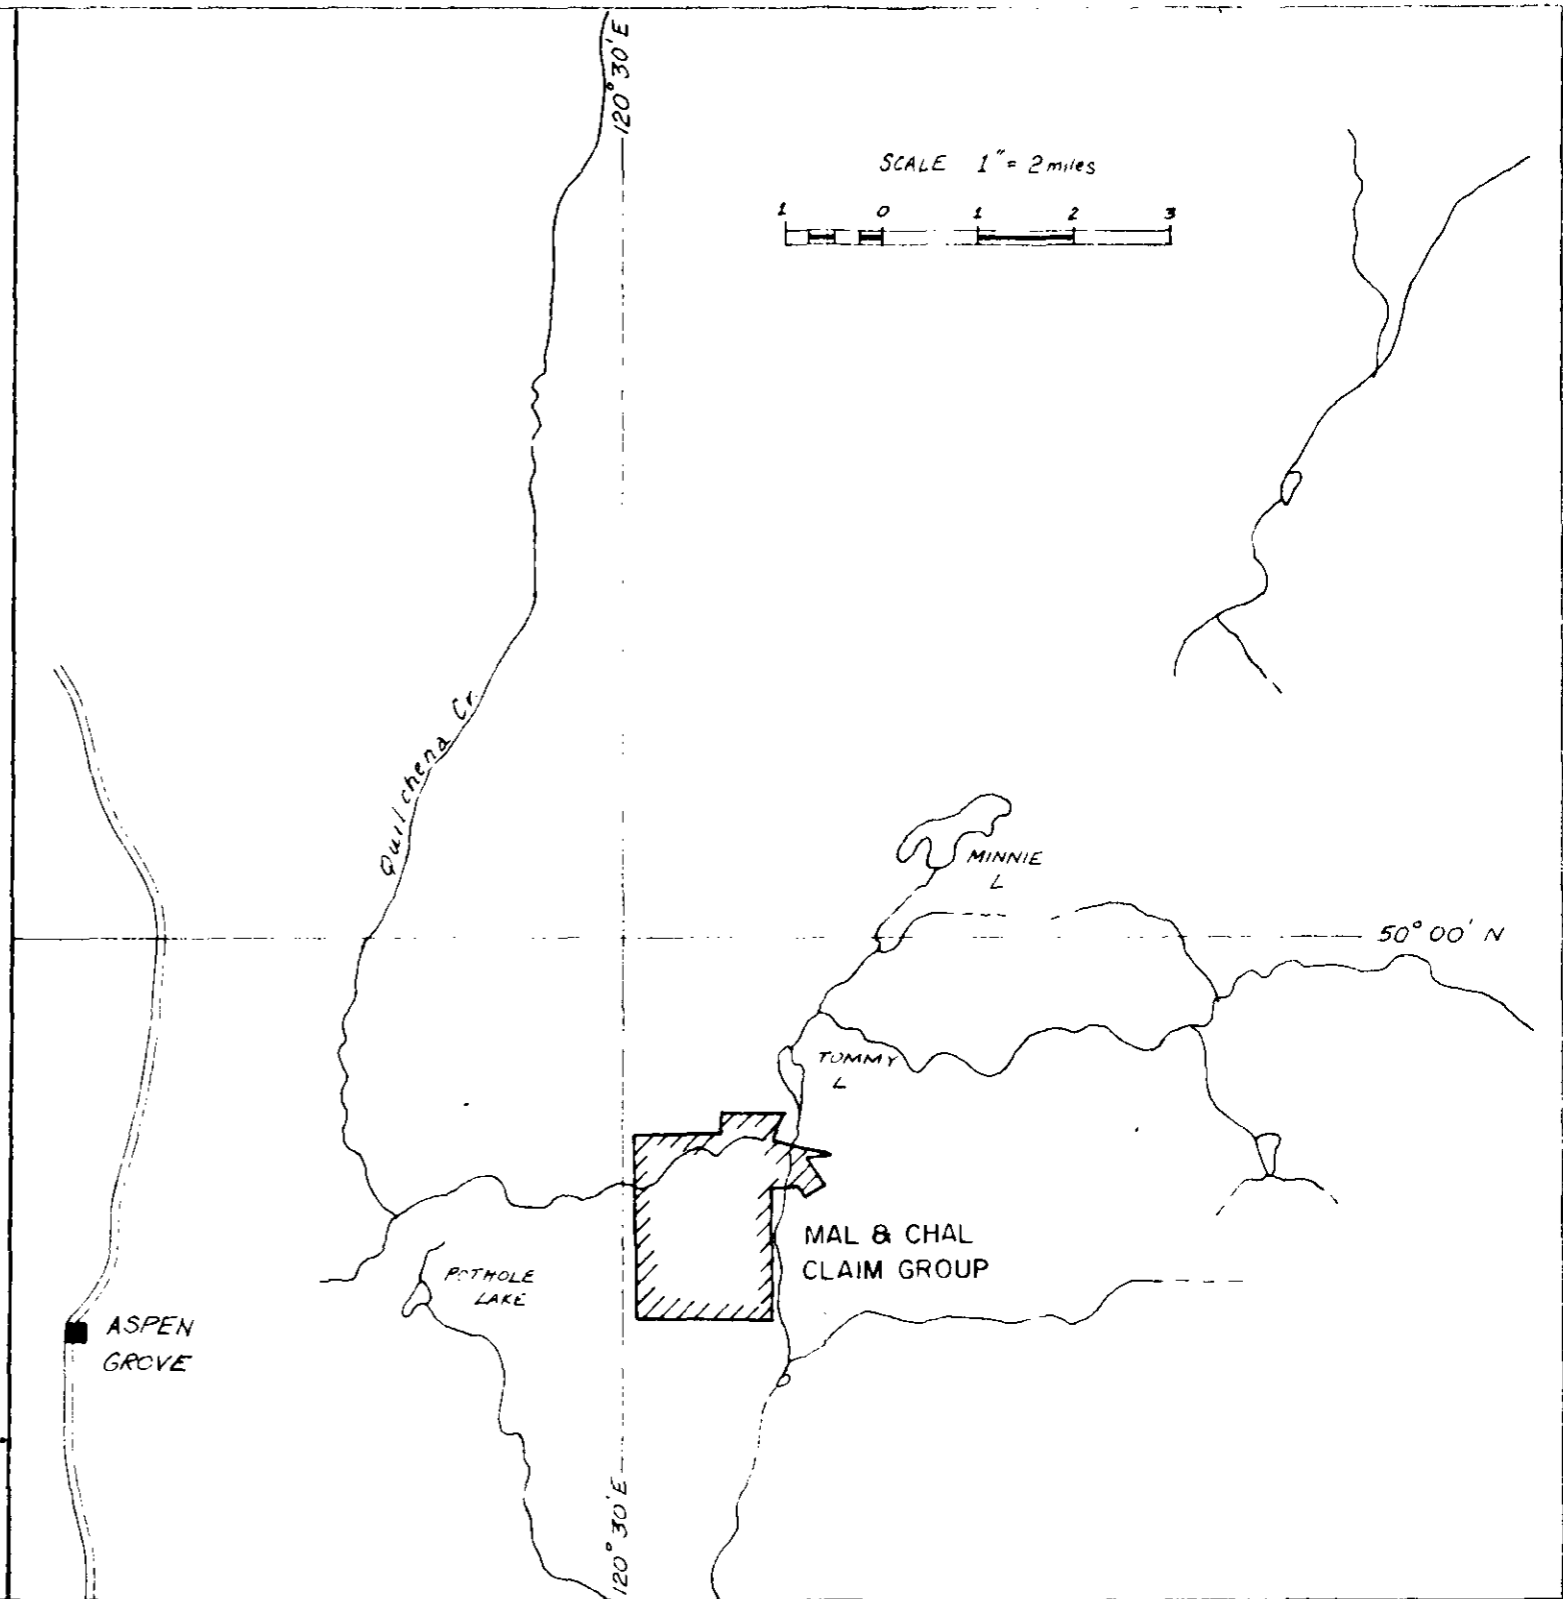 120° 30' E
SCALE 1" = 2 miles
1 0 1 2 3
Quilchena Cr.
MINNIE
L
50° 00' N
TOMMY
L
MAL & CHAL
CLAIM GROUP
POTHOLE
LAKE
ASPEN
GROVE
120° 30' E